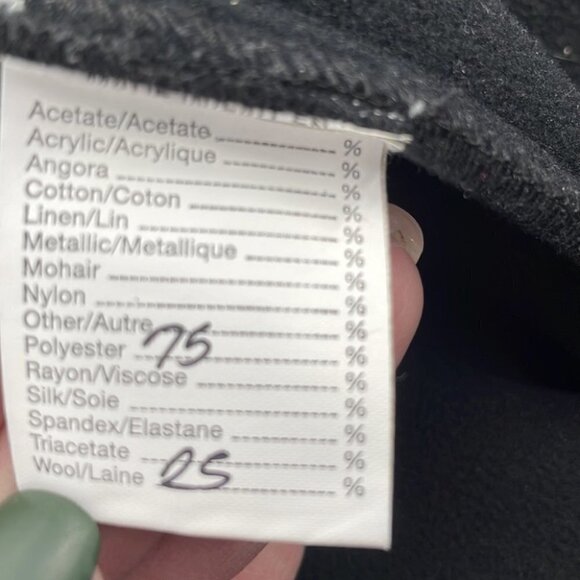 Acetate/Acetate %
Acrylic/Acrylique %
Angora %
Cotton/Coton %
Linen/Lin %
Metallic/Metallique %
Mohair %
Nylon %
Other/Autre %
Polyester 75 %
Rayon/Viscose %
Silk/Soie %
Spandex/Elastane %
Triacetate %
Wool/Laine 25 %